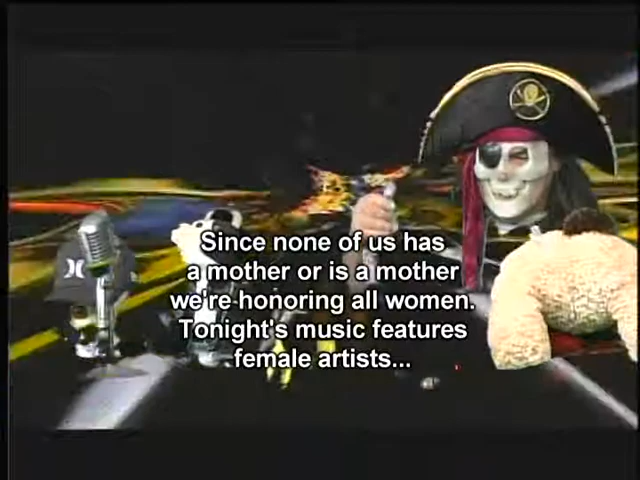 Since none of us has
a mother or is a mother
we're honoring all women.
Tonight's music features
female artists...